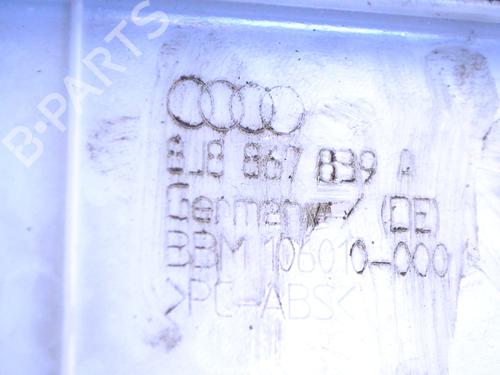 B-PARTS
8J8 867 839 A
Germany (DE)
BBM 106010-000
>PC-ABS<